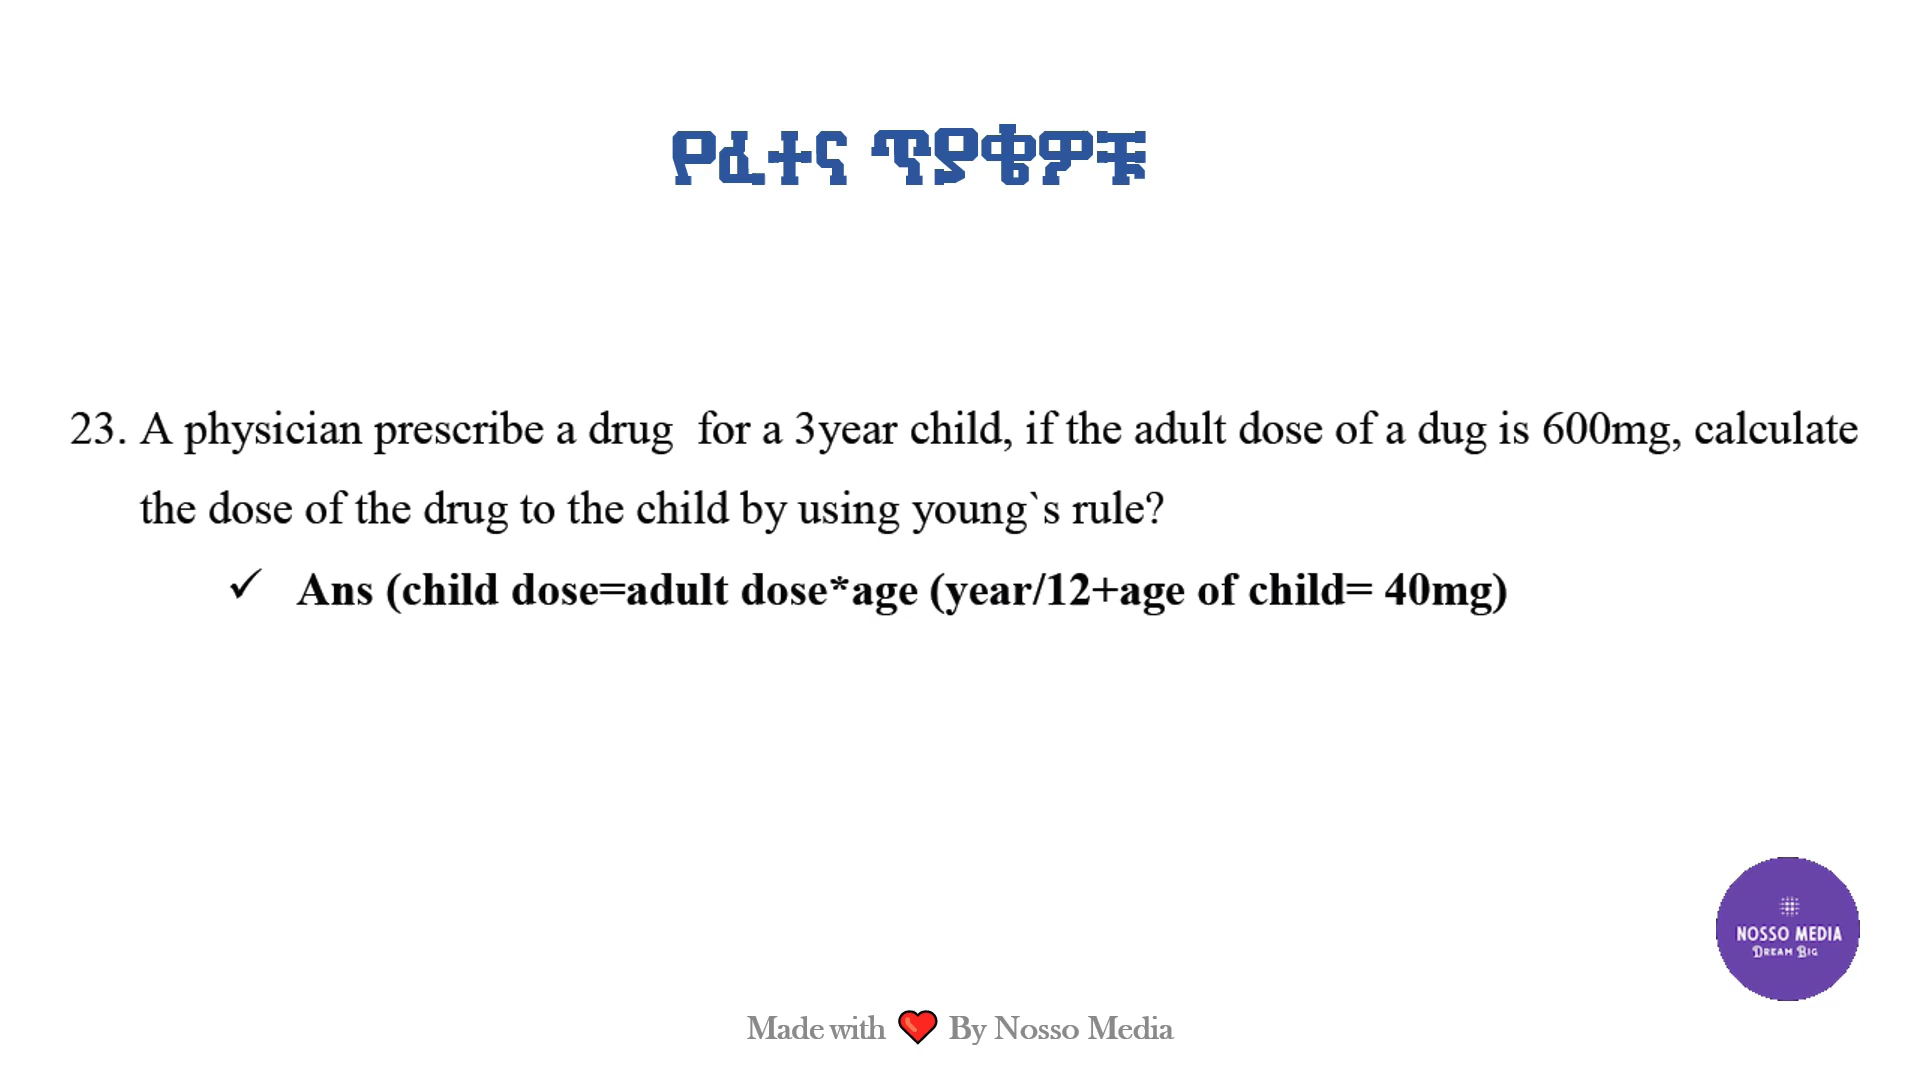 የፈተና ጥያቄዎቹ
23. A physician prescribe a drug  for a 3year child, if the adult dose of a dug is 600mg, calculate
the dose of the drug to the child by using young`s rule?
✓ Ans (child dose=adult dose*age (year/12+age of child= 40mg)
NOSSO MEDIA
DREAM BIG
Made with ❤ By Nosso Media